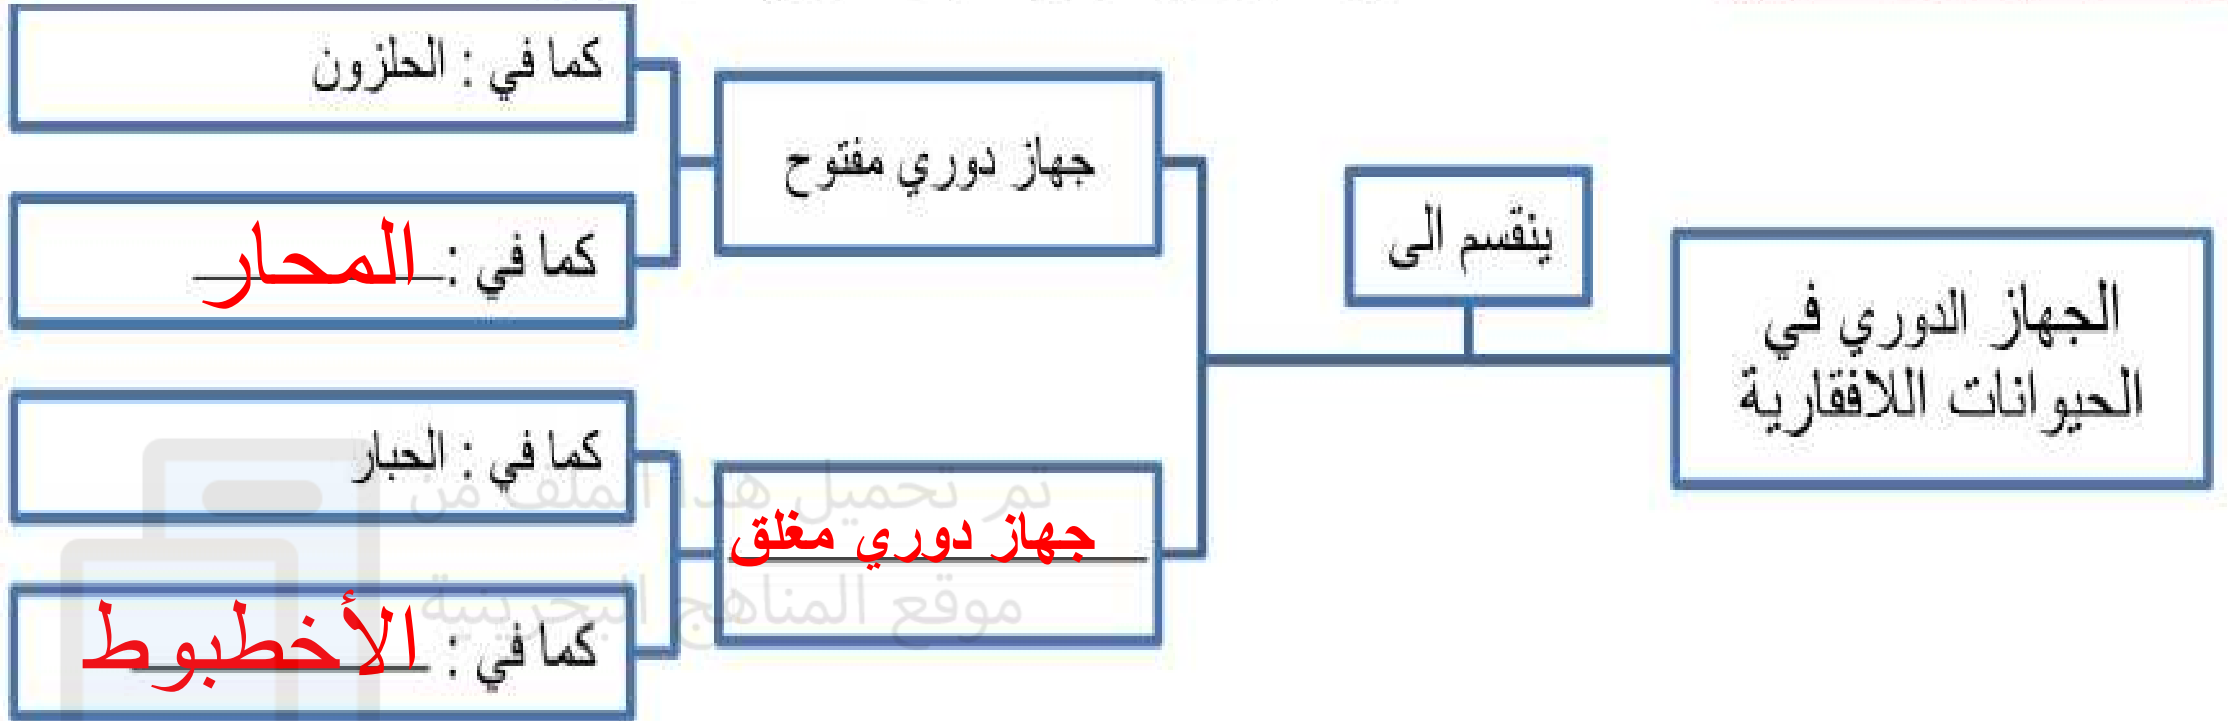 الجهاز الدوري في
الحيوانات اللافقارية
ينقسم الى
جهاز دوري مفتوح
كما في : الحلزون
كما في : المحار
جهاز دوري مغلق
كما في : الحبار
كما في : الأخطبوط
تم تحميل هذا الملف من
موقع المناهج البحرينية